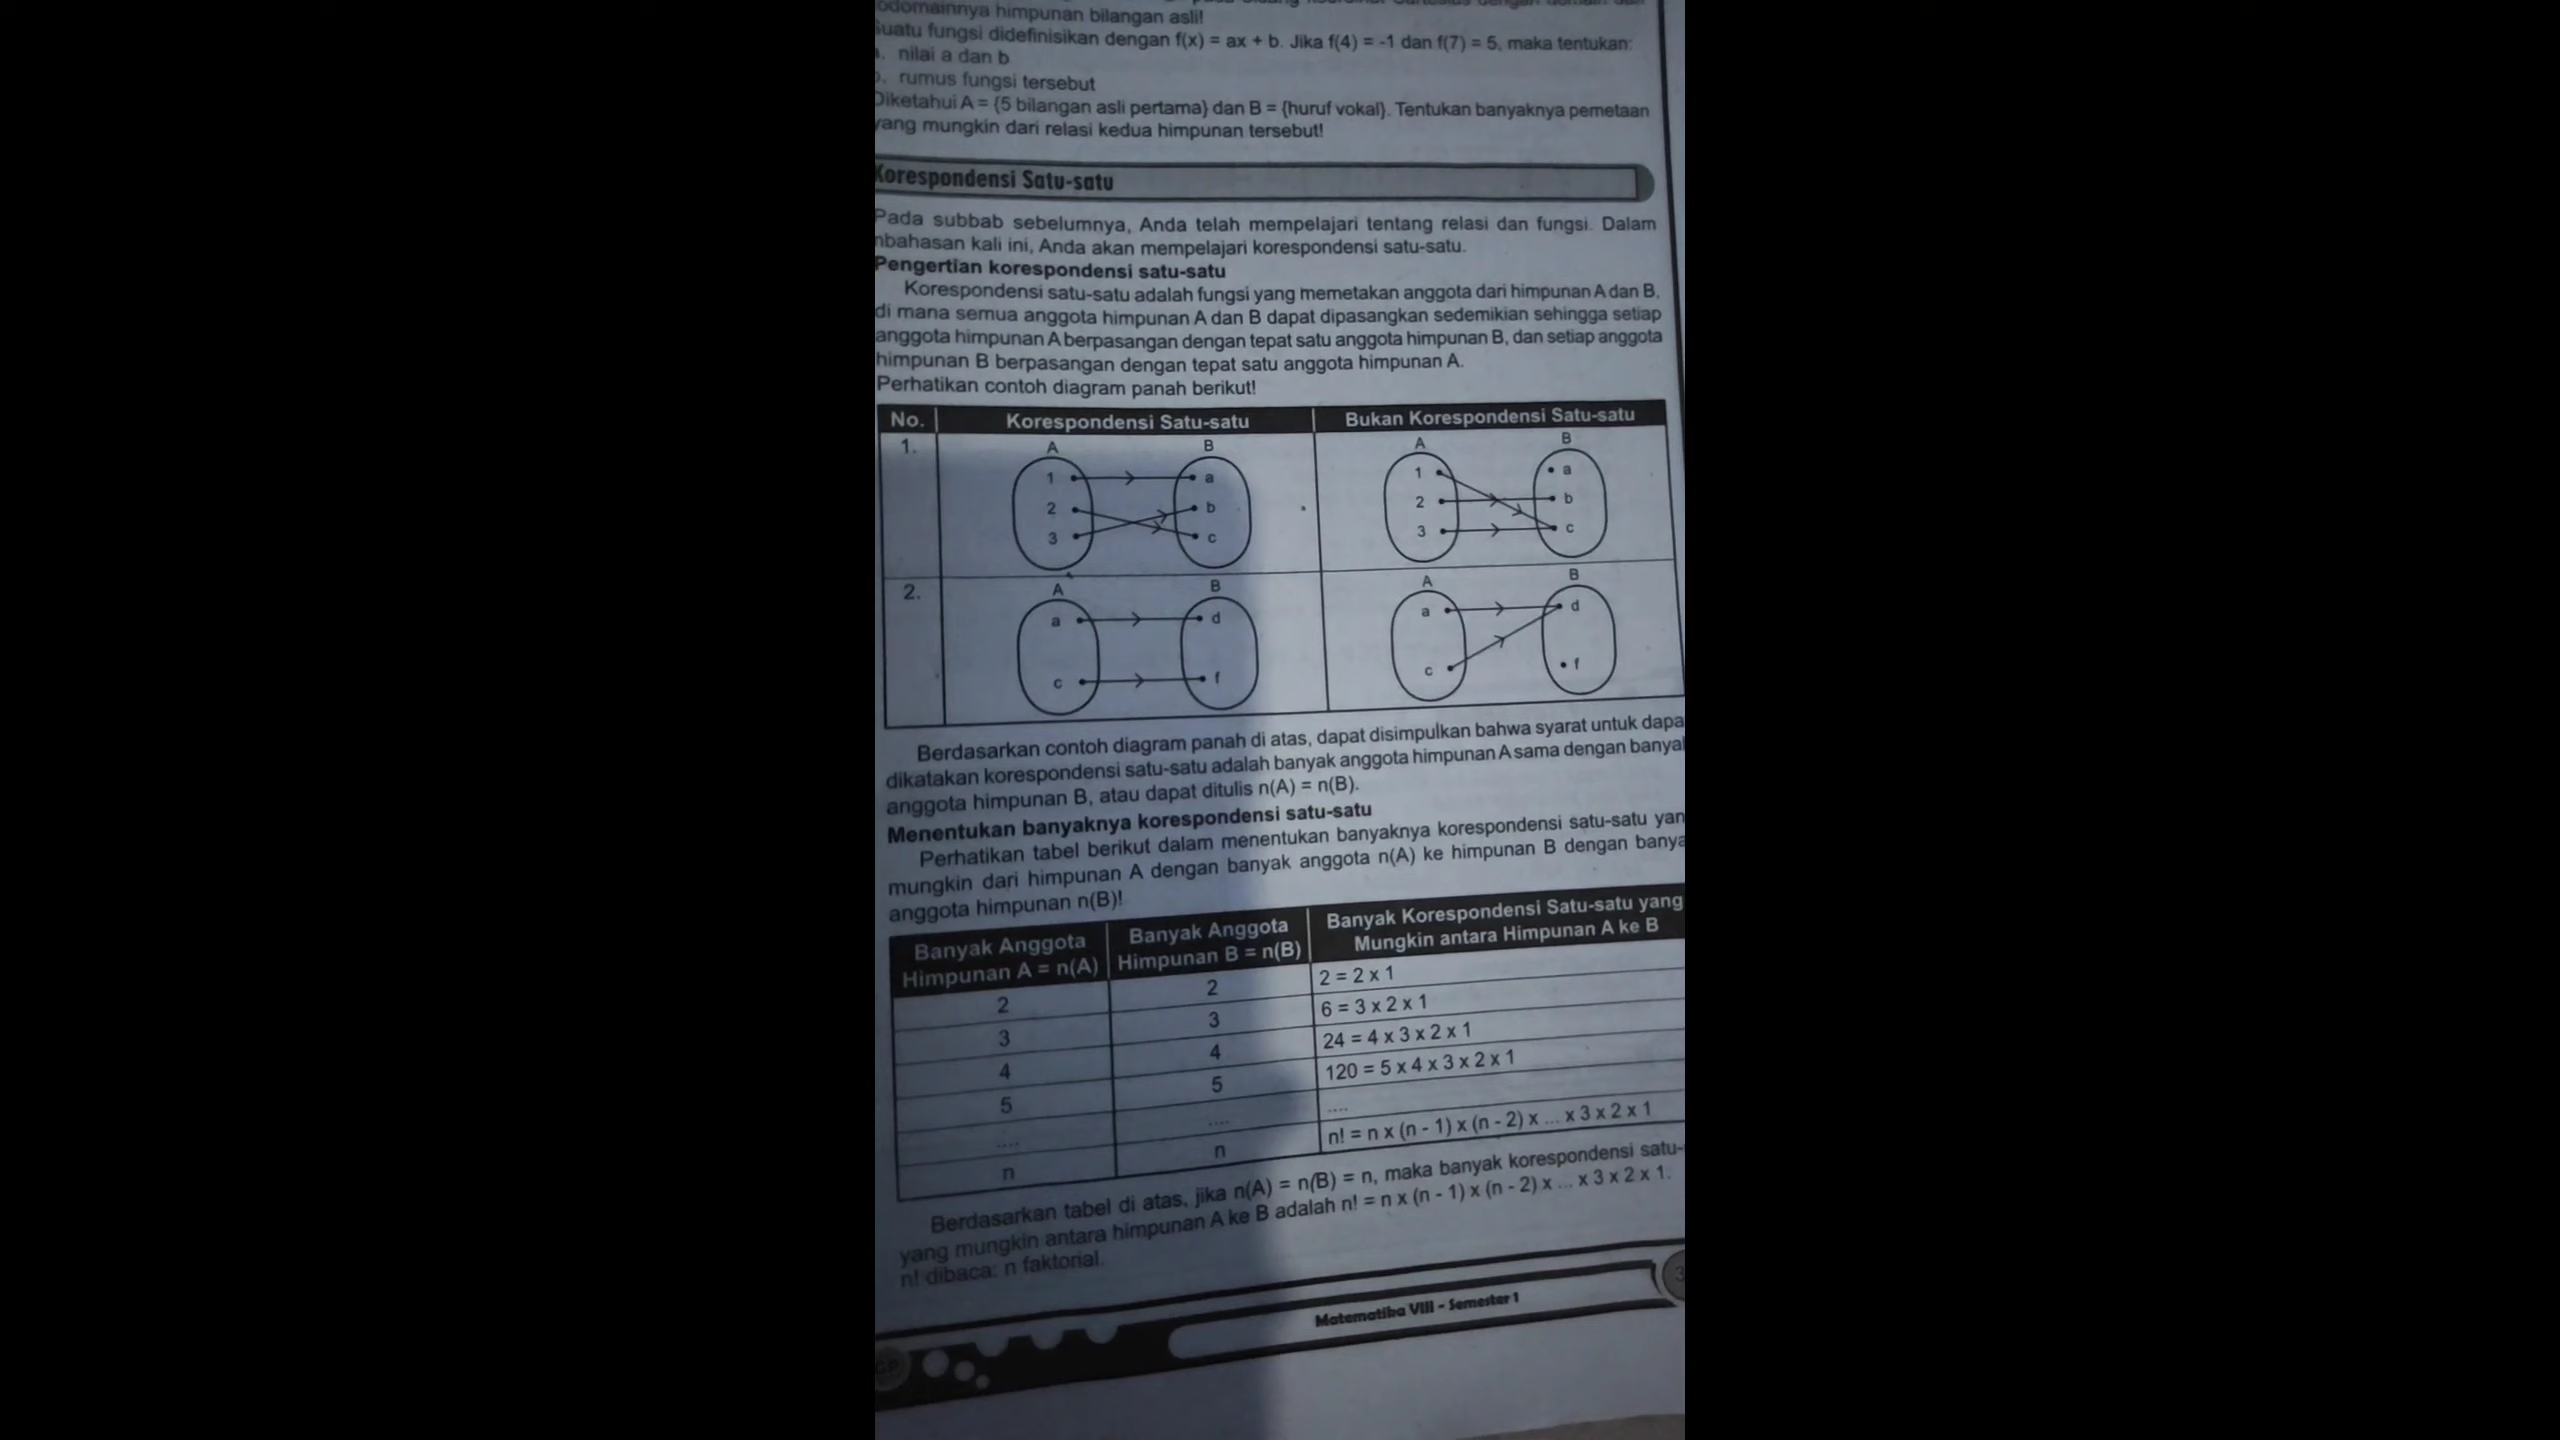 odomainnya himpunan bilangan asli!
Suatu fungsi didefinisikan dengan f(x) = ax + b. Jika f(4) = -1 dan f(7) = 5, maka tentukan:
nilai a dan b
rumus fungsi tersebut
Diketahui A = {5 bilangan asli pertama} dan B = {huruf vokal}. Tentukan banyaknya pemetaan
yang mungkin dari relasi kedua himpunan tersebut!
Korespondensi Satu-satu
Pada subbab sebelumnya, Anda telah mempelajari tentang relasi dan fungsi. Dalam
nbahasan kali ini, Anda akan mempelajari korespondensi satu-satu.
Pengertian korespondensi satu-satu
Korespondensi satu-satu adalah fungsi yang memetakan anggota dari himpunan A dan B,
di mana semua anggota himpunan A dan B dapat dipasangkan sedemikian sehingga setiap
anggota himpunan A berpasangan dengan tepat satu anggota himpunan B, dan setiap anggota
himpunan B berpasangan dengan tepat satu anggota himpunan A.
Perhatikan contoh diagram panah berikut!
No. Korespondensi Satu-satu Bukan Korespondensi Satu-satu
1. A B A B
1 a 1 a
2 b 2 b
3 c 3 c
2. A B A B
a d a d
c f c f
Berdasarkan contoh diagram panah di atas, dapat disimpulkan bahwa syarat untuk dapa
dikatakan korespondensi satu-satu adalah banyak anggota himpunan A sama dengan banya
anggota himpunan B, atau dapat ditulis n(A) = n(B).
Menentukan banyaknya korespondensi satu-satu
Perhatikan tabel berikut dalam menentukan banyaknya korespondensi satu-satu yan
mungkin dari himpunan A dengan banyak anggota n(A) ke himpunan B dengan banya
anggota himpunan n(B)!
Banyak Anggota Himpunan A = n(A)
Banyak Anggota Himpunan B = n(B)
Banyak Korespondensi Satu-satu yang Mungkin antara Himpunan A ke B
2 2 2 = 2 x 1
3 3 6 = 3 x 2 x 1
4 4 24 = 4 x 3 x 2 x 1
5 5 120 = 5 x 4 x 3 x 2 x 1
.... .... ....
n n n! = n x (n - 1) x (n - 2) x ... x 3 x 2 x 1
Berdasarkan tabel di atas, jika n(A) = n(B) = n, maka banyak korespondensi satu-
yang mungkin antara himpunan A ke B adalah n! = n x (n - 1) x (n - 2) x ... x 3 x 2 x 1.
n! dibaca: n faktorial.
Matematika VIII - Semester 1
3